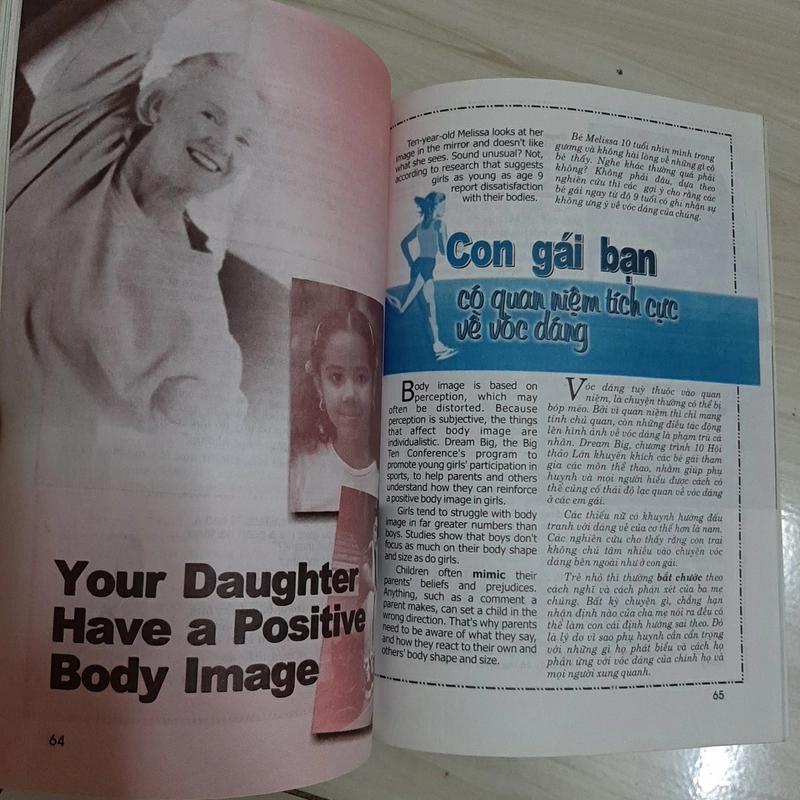 Your Daughter
Have a Positive
Body Image
64
Ten-year-old Melissa looks at her
image in the mirror and doesn't like
what she sees. Sound unusual? Not,
according to research that suggests
girls as young as age 9
report dissatisfaction
with their bodies.
Bé Melissa 10 tuổi nhìn mình trong
gương và không hài lòng về những gì cô
bé thấy. Nghe khác thường quá phải
không? Không phải đâu, dựa theo
nghiên cứu thì các gợi ý cho rằng các
bé gái ngay từ độ 9 tuổi có ghi nhận sự
không ưng ý về vóc dáng của chúng.
Con gái bạn
có quan niệm tích cực
về vóc dáng
Body image is based on
perception, which may
often be distorted. Because
perception is subjective, the things
that affect body image are
individualistic. Dream Big, the Big
Ten Conference's program to
promote young girls' participation in
sports, to help parents and others
understand how they can reinforce
a positive body image in girls.
Girls tend to struggle with body
image in far greater numbers than
boys. Studies show that boys don't
focus as much on their body shape
and size as do girls.
Children often mimic their
parents' beliefs and prejudices.
Anything, such as a comment a
parent makes, can set a child in the
wrong direction. That's why parents
need to be aware of what they say,
and how they react to their own and
others' body shape and size.
Vóc dáng tuỳ thuộc vào quan
niệm, là chuyện thường có thể bị
bóp méo. Bởi vì quan niệm thì chỉ mang
tính chủ quan, còn những điều tác động
lên hình ảnh về vóc dáng là phạm trù cá
nhân. Dream Big, chương trình 10 Hội
thảo Lớn khuyến khích các bé gái tham
gia các môn thể thao, nhằm giúp phụ
huynh và mọi người hiểu được cách có
thể củng cố thái độ lạc quan về vóc dáng
ở các em gái.
Các thiếu nữ có khuynh hướng đấu
tranh với dáng vẻ của cơ thể hơn là nam.
Các nghiên cứu cho thấy rằng con trai
không chú tâm nhiều vào chuyện vóc
dáng bên ngoài như ở con gái.
Trẻ nhỏ thì thường bắt chước theo
cách nghĩ và cách phán xét của ba mẹ
chúng. Bất kỳ chuyện gì, chẳng hạn
nhận định nào của cha mẹ nói ra đều có
thể làm con cái định hướng sai theo. Đó
là lý do vì sao phụ huynh cần cẩn trọng
với những gì họ phát biểu và cách họ
phản ứng với vóc dáng của chính họ và
mọi người xung quanh.
65